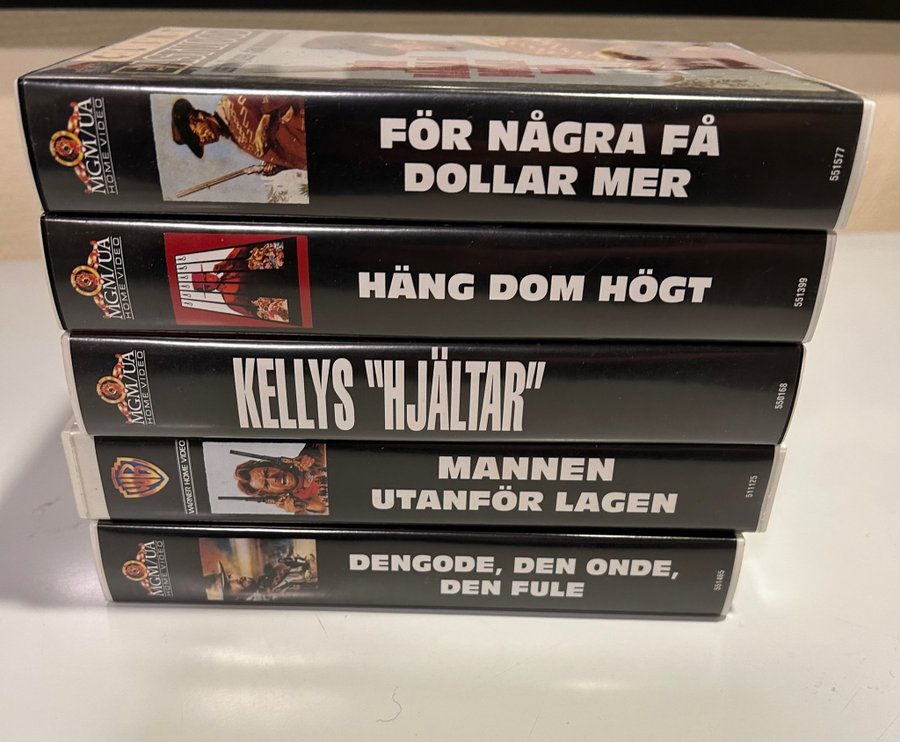 MGM/UA
HOME VIDEO
FÖR NÅGRA FÅ
DOLLAR MER
551577
MGM/UA
HOME VIDEO
HÄNG DOM HÖGT
551399
MGM/UA
HOME VIDEO
KELLYS "HJÄLTAR"
550168
WB
WARNER HOME VIDEO
MANNEN
UTANFÖR LAGEN
511125
MGM/UA
HOME VIDEO
DENGODE, DEN ONDE,
DEN FULE
551485